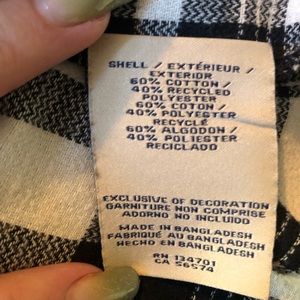 SHELL / EXTÉRIEUR /
EXTERIOR
60% COTTON /
40% RECYCLED
POLYESTER
60% COTON /
40% POLYESTER
RECYCLÉ
60% ALGODON /
40% POLIESTER
RECICLADO
EXCLUSIVE OF DECORATION
GARNITURE NON COMPRISE
ADORNO NO INCLUIDO
MADE IN BANGLADESH
FABRIQUÉ AU BANGLADESH
HECHO EN BANGLADESH
RN 134701
CA 56574